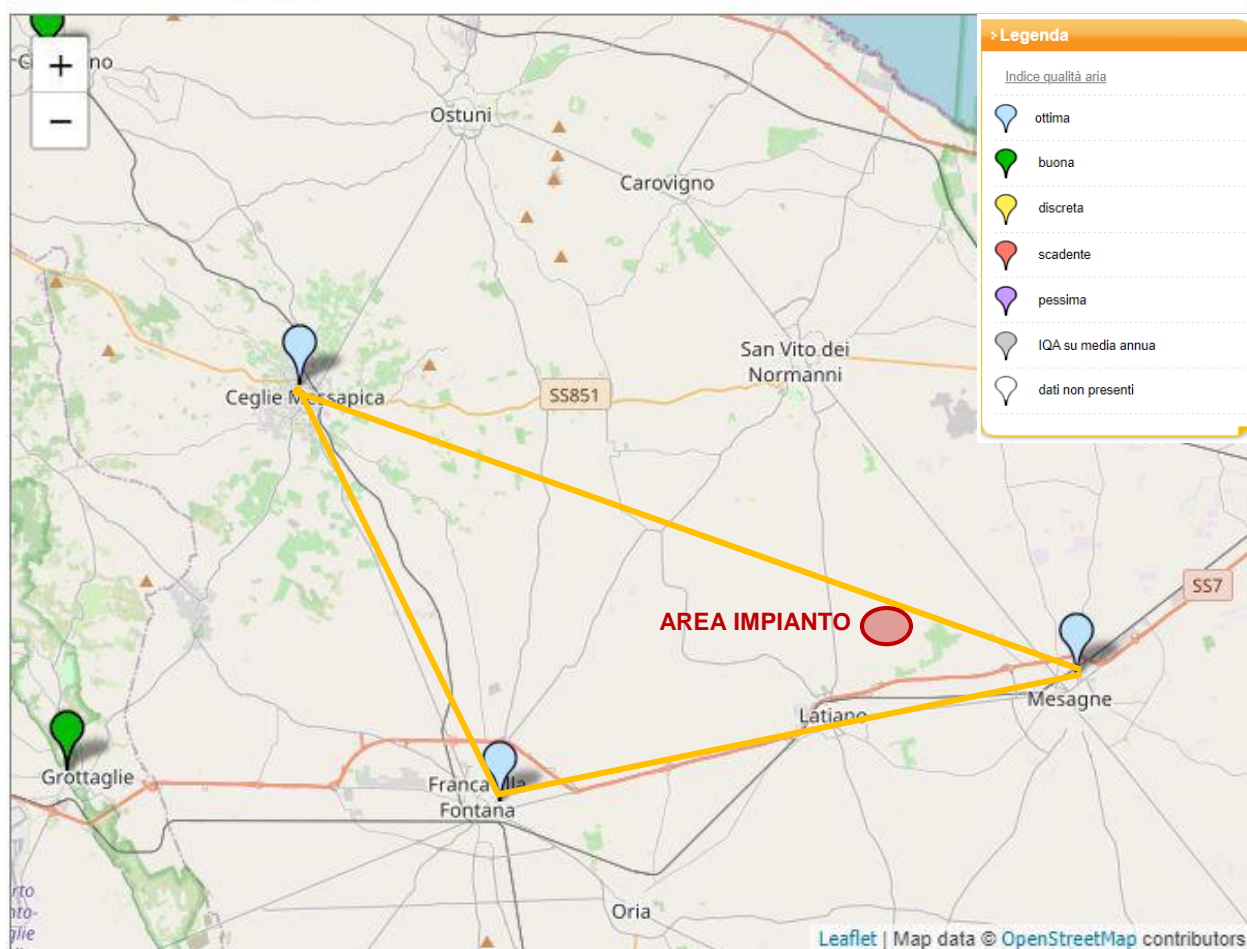 +
−
Ostuni
Carovigno
San Vito dei
Normanni
Ceglie Messapica
SS851
SS7
AREA IMPIANTO
Mesagne
Latiano
Grottaglie
Francavilla
Fontana
Oria
Leaflet | Map data © OpenStreetMap contributors
Legenda
Indice qualità aria
ottima
buona
discreta
scadente
pessima
IQA su media annua
dati non presenti